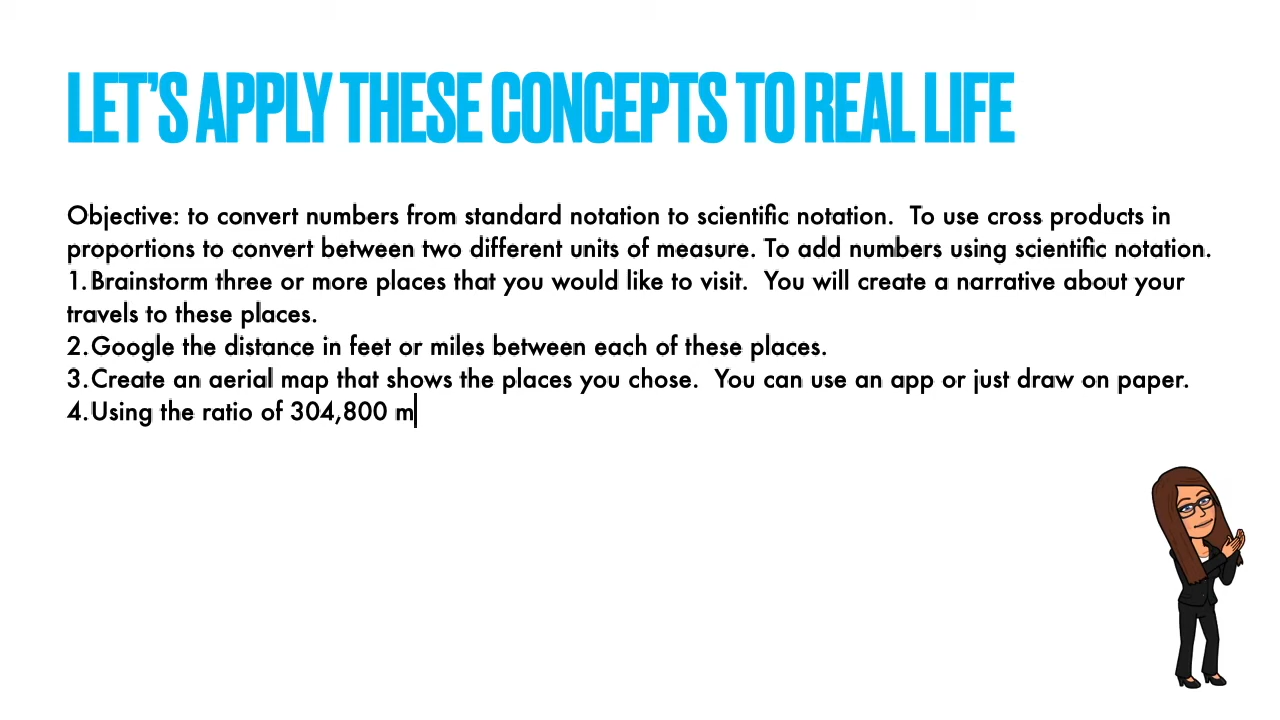 LET'S APPLY THESE CONCEPTS TO REAL LIFE
Objective: to convert numbers from standard notation to scientific notation.  To use cross products in
proportions to convert between two different units of measure. To add numbers using scientific notation.
1. Brainstorm three or more places that you would like to visit.  You will create a narrative about your
travels to these places.
2. Google the distance in feet or miles between each of these places.
3. Create an aerial map that shows the places you chose.  You can use an app or just draw on paper.
4. Using the ratio of 304,800 m